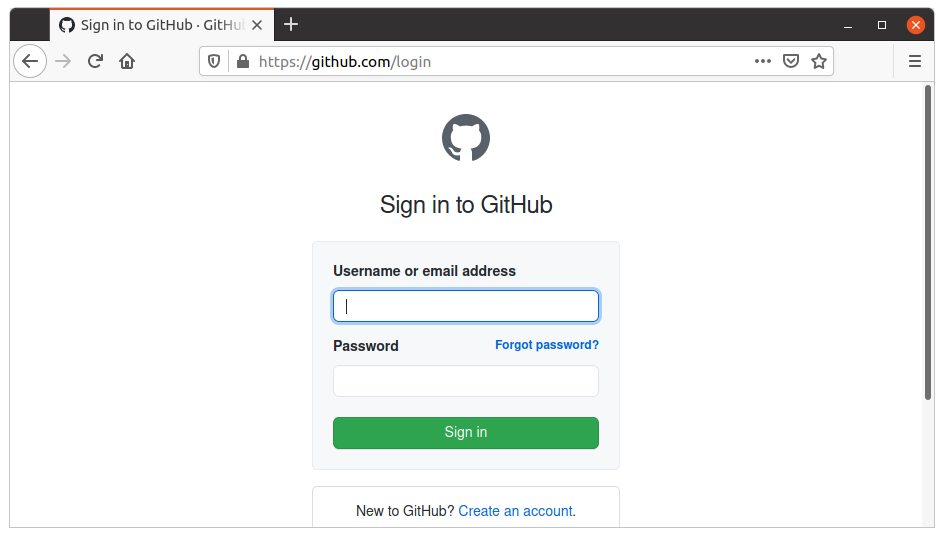 Sign in to GitHub · GitHu
https://github.com/login
Sign in to GitHub
Username or email address
Password Forgot password?
Sign in
New to GitHub? Create an account.